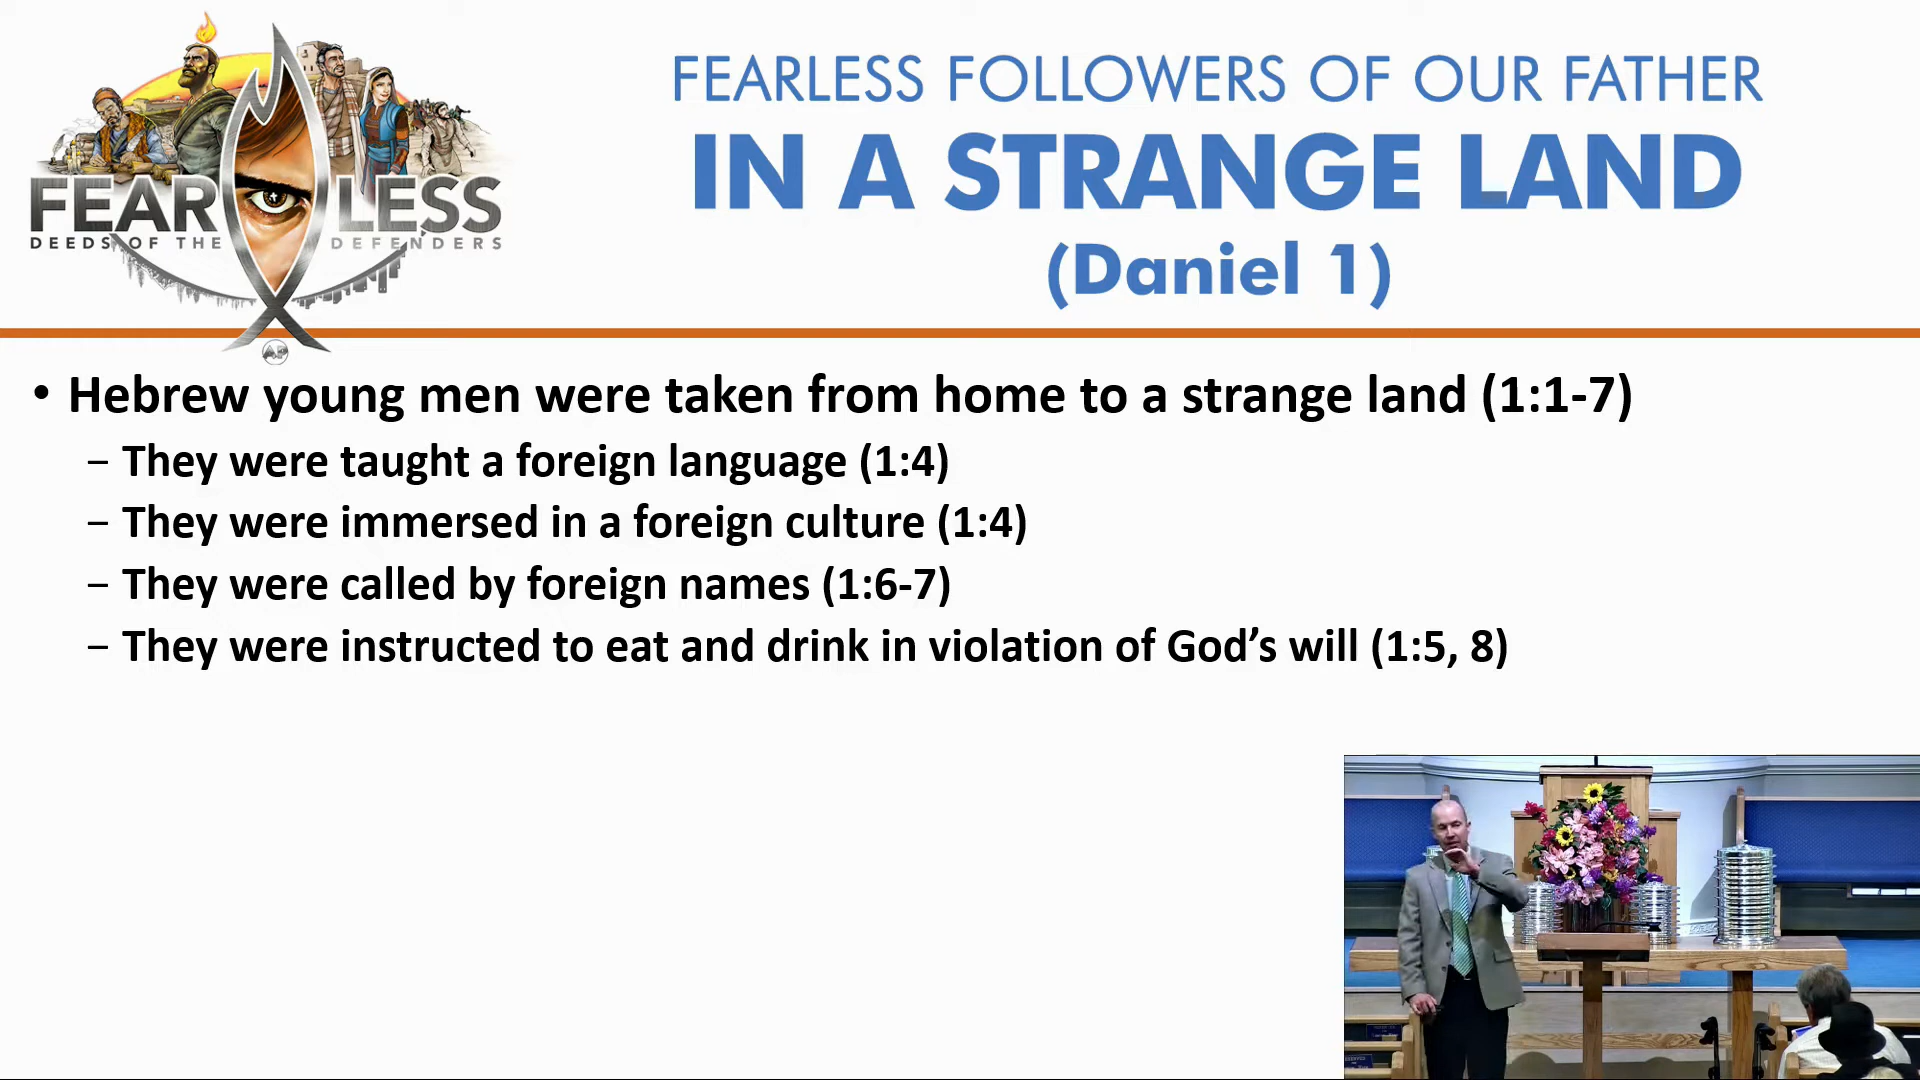 FEARLESS FOLLOWERS OF OUR FATHER
IN A STRANGE LAND
(Daniel 1)
FEARLESS
DEEDS OF THE DEFENDERS
AP
• Hebrew young men were taken from home to a strange land (1:1-7)
– They were taught a foreign language (1:4)
– They were immersed in a foreign culture (1:4)
– They were called by foreign names (1:6-7)
– They were instructed to eat and drink in violation of God’s will (1:5, 8)